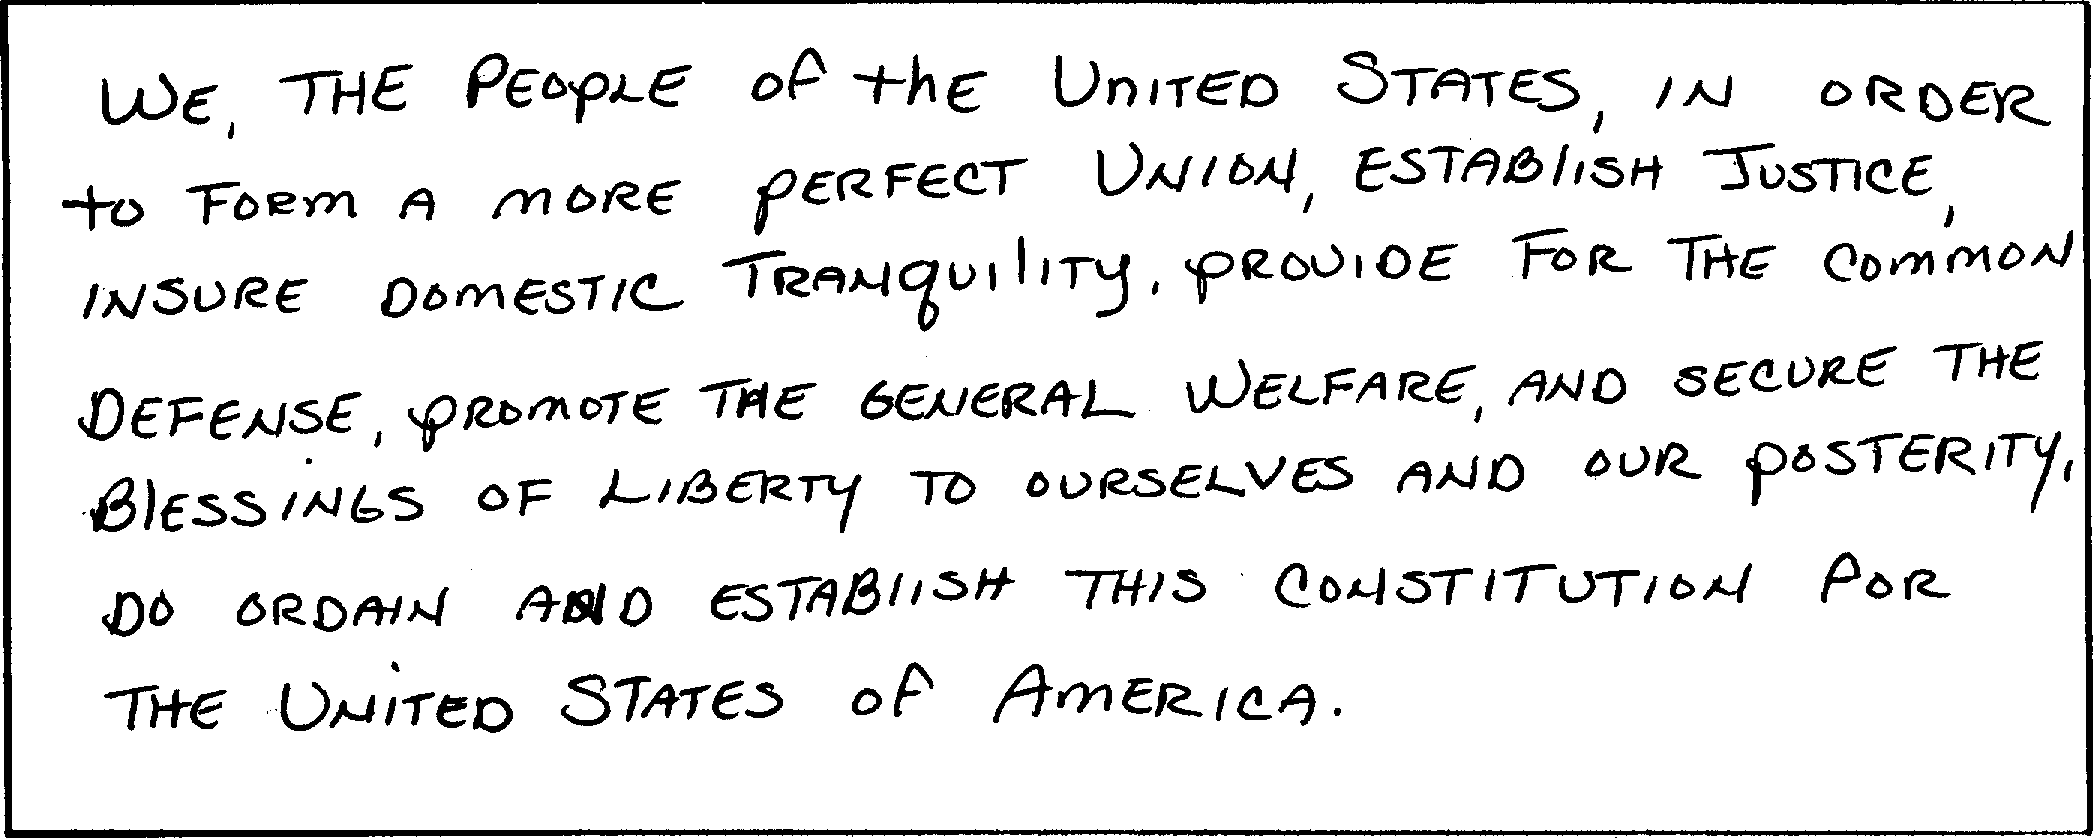 We, the People of the United States, in order
to form a more perfect Union, establish Justice,
insure domestic Tranquility, provide for the common
Defense, promote the general Welfare, and secure the
Blessings of Liberty to ourselves and our posterity,
do ordain and establish this Constitution for
the United States of America.